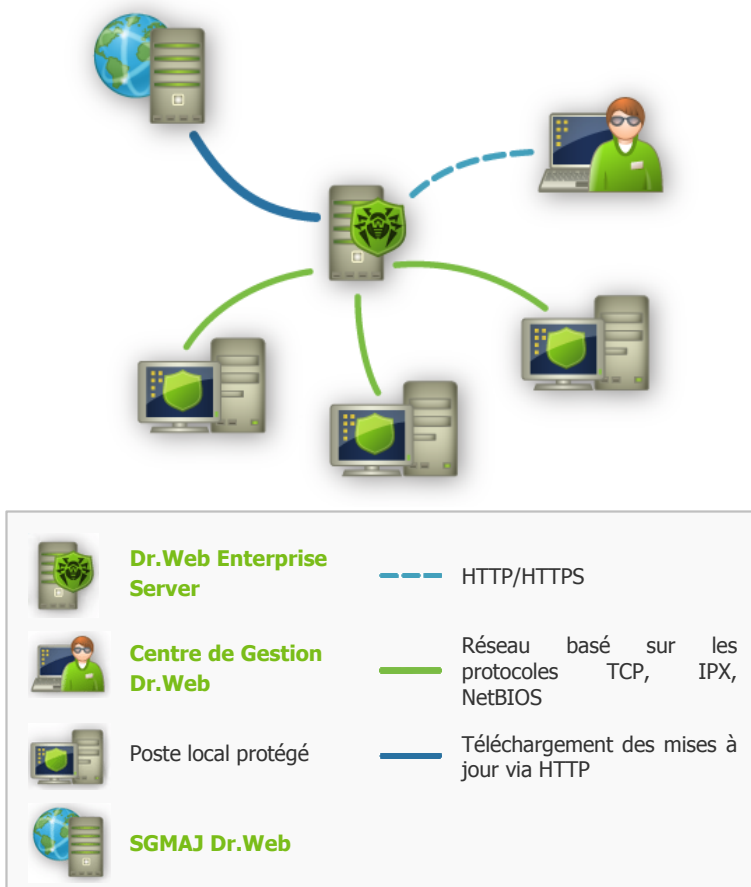 Dr.Web Enterprise
Server
HTTP/HTTPS
Centre de Gestion
Dr.Web
Réseau basé sur les
protocoles TCP, IPX,
NetBIOS
Poste local protégé
Téléchargement des mises à
jour via HTTP
SGMAJ Dr.Web